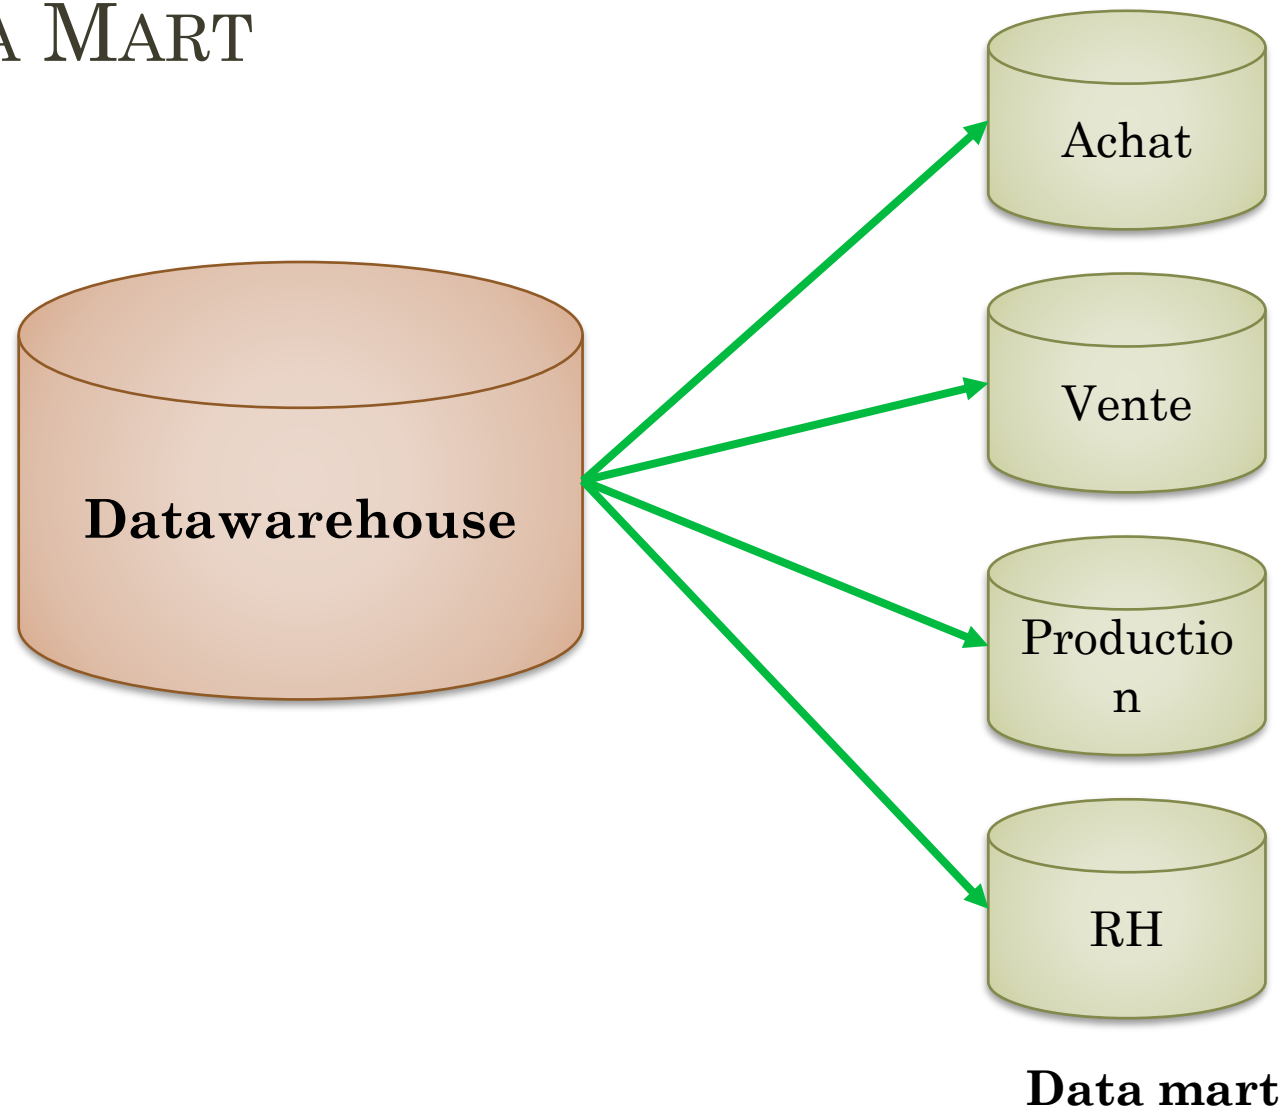 A MART
Achat
Vente
Datawarehouse
Productio
n
RH
Data mart